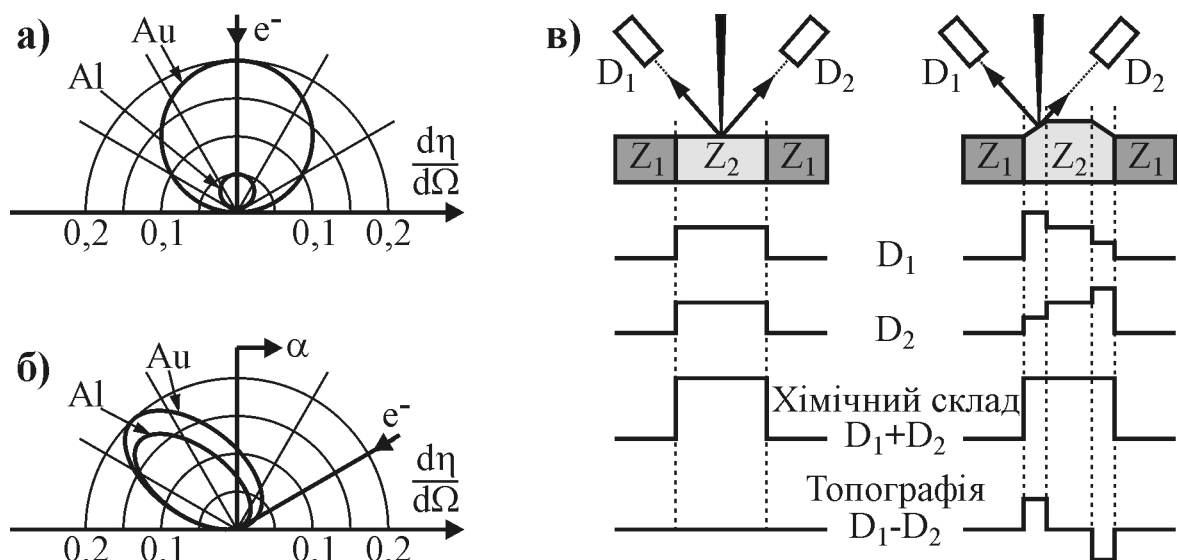 а)
Au
e-
Al
dη
dΩ
0,2 0,1 0,1 0,2
б)
Au
α
Al
e-
dη
dΩ
0,2 0,1 0,1 0,2
в)
D1 D2 D1 D2
Z1 Z2 Z1 Z1 Z2 Z1
D1
D2
Хімічний склад
D1+D2
Топографія
D1-D2